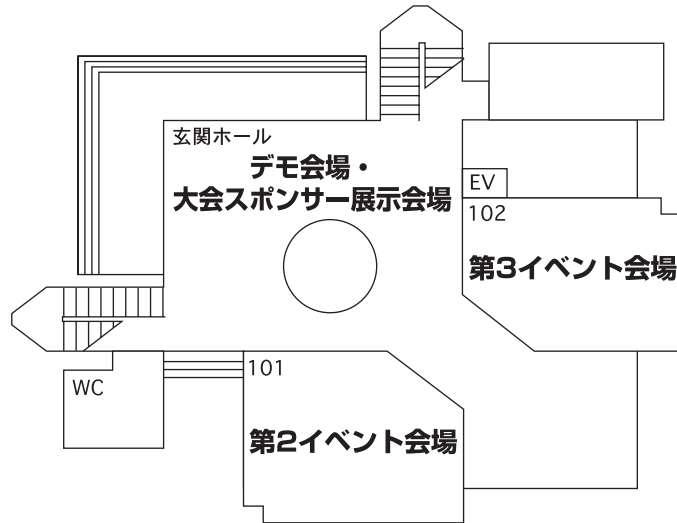 玄関ホール
デモ会場・
大会スポンサー展示会場
EV
102
第3イベント会場
101
WC
第2イベント会場